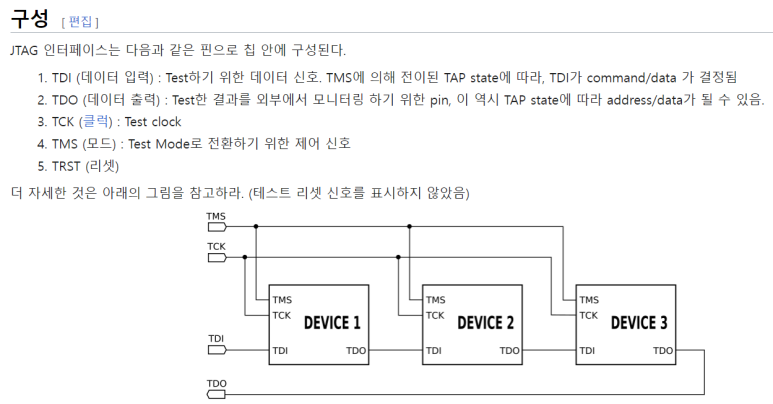 구성 [편집]
JTAG 인터페이스는 다음과 같은 핀으로 칩 안에 구성된다.
1. TDI (데이터 입력) : Test하기 위한 데이터 신호. TMS에 의해 전이된 TAP state에 따라, TDI가 command/data 가 결정됨
2. TDO (데이터 출력) : Test한 결과를 외부에서 모니터링 하기 위한 pin, 이 역시 TAP state에 따라 address/data가 될 수 있음.
3. TCK (클럭) : Test clock
4. TMS (모드) : Test Mode로 전환하기 위한 제어 신호
5. TRST (리셋)
더 자세한 것은 아래의 그림을 참고하라. (테스트 리셋 신호를 표시하지 않았음)
TMS
TCK
TMS TMS TMS
TCK TCK TCK
DEVICE 1 DEVICE 2 DEVICE 3
TDI
TDI TDO TDI TDO TDI TDO
TDO